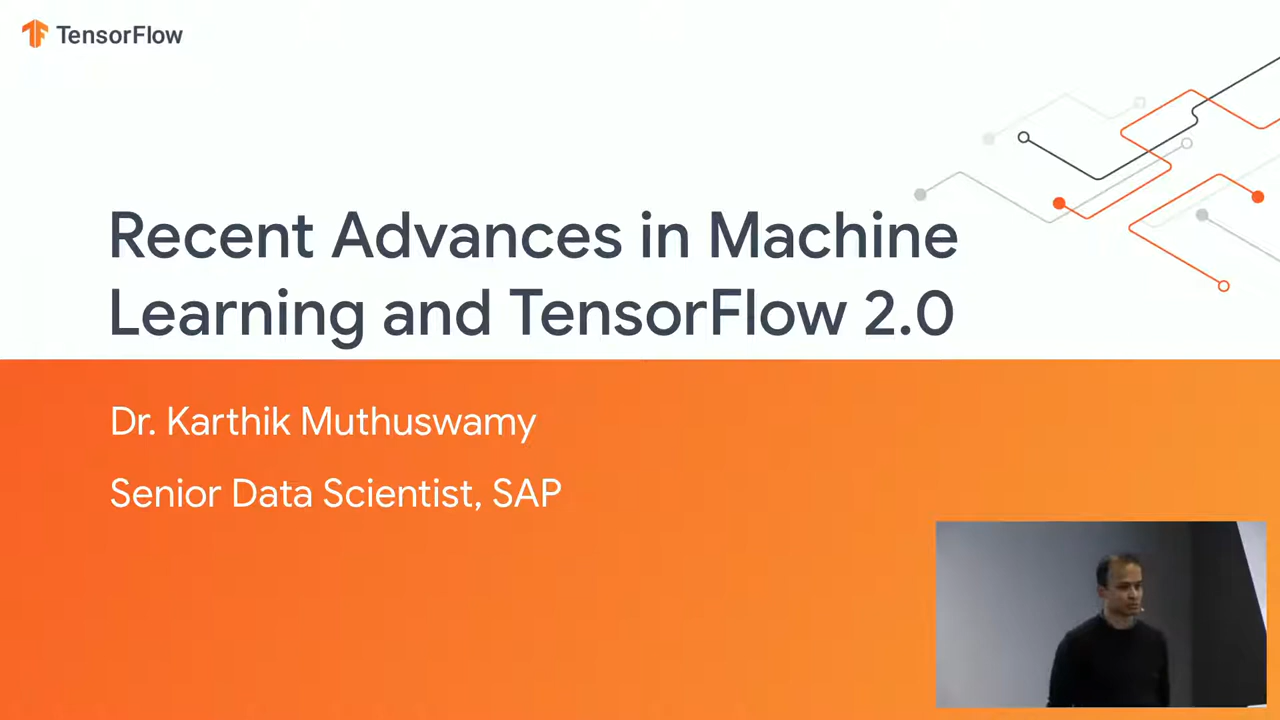 TensorFlow
Recent Advances in Machine
Learning and TensorFlow 2.0
Dr. Karthik Muthuswamy
Senior Data Scientist, SAP